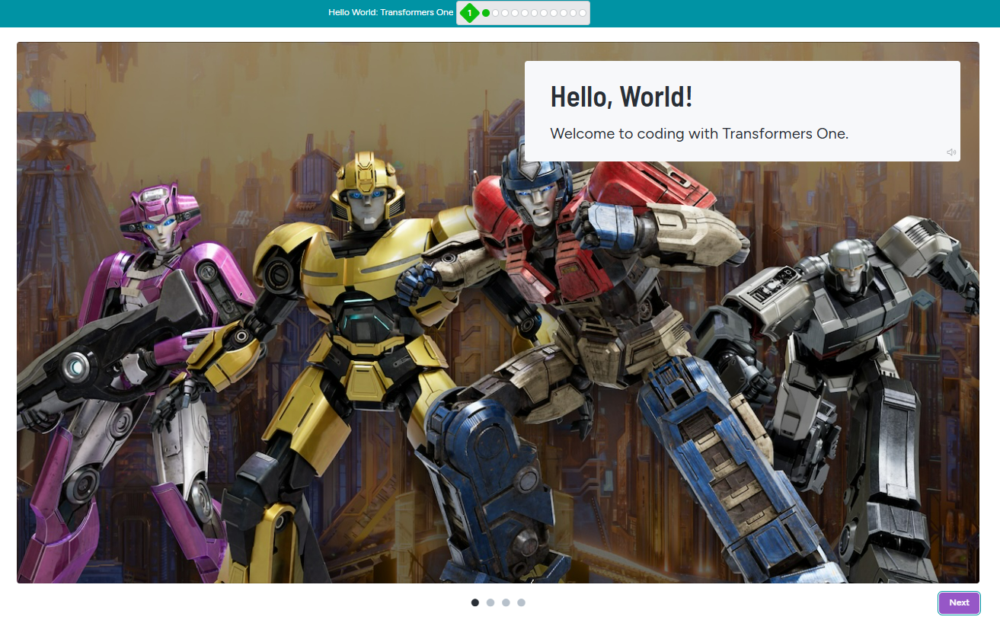 Hello World: Transformers One
1
Hello, World!
Welcome to coding with Transformers One.
Next